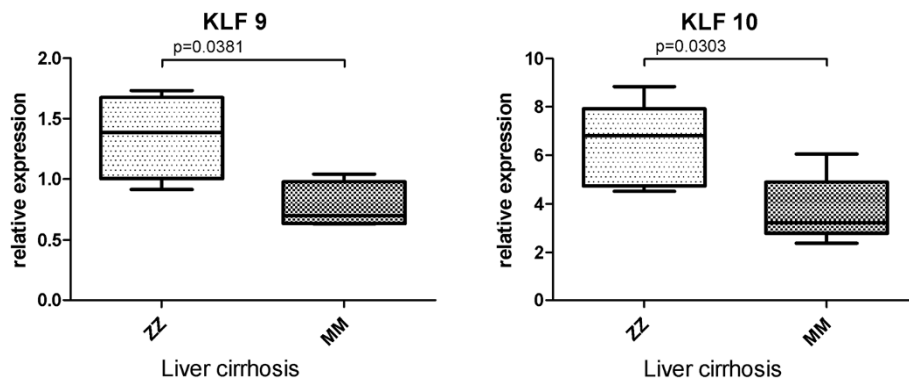 KLF 9
p=0.0381
2.0
1.5
1.0
0.5
0.0
relative expression
ZZ
MM
Liver cirrhosis
KLF 10
p=0.0303
10
8
6
4
2
0
relative expression
ZZ
MM
Liver cirrhosis